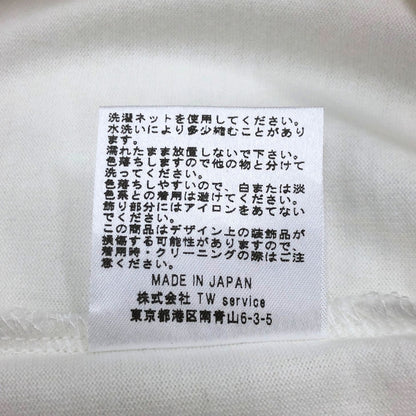 洗濯ネットを使用してください。
水洗いにより多少縮むことがあり
ます。
濡れたまま放置しないで下さい。
色落ちしますので他の物と分けて
洗ってください。
色落ちしやすいので、白または淡
色系との着用は避けてください。
飾り部分にはアイロンをあてない
でください。
この商品はデザイン上の装飾品が
損傷する可能性がありますので、
着用時・クリーニングの際はご注
意ください。
MADE IN JAPAN
株式会社 TW service
東京都港区南青山6-3-5